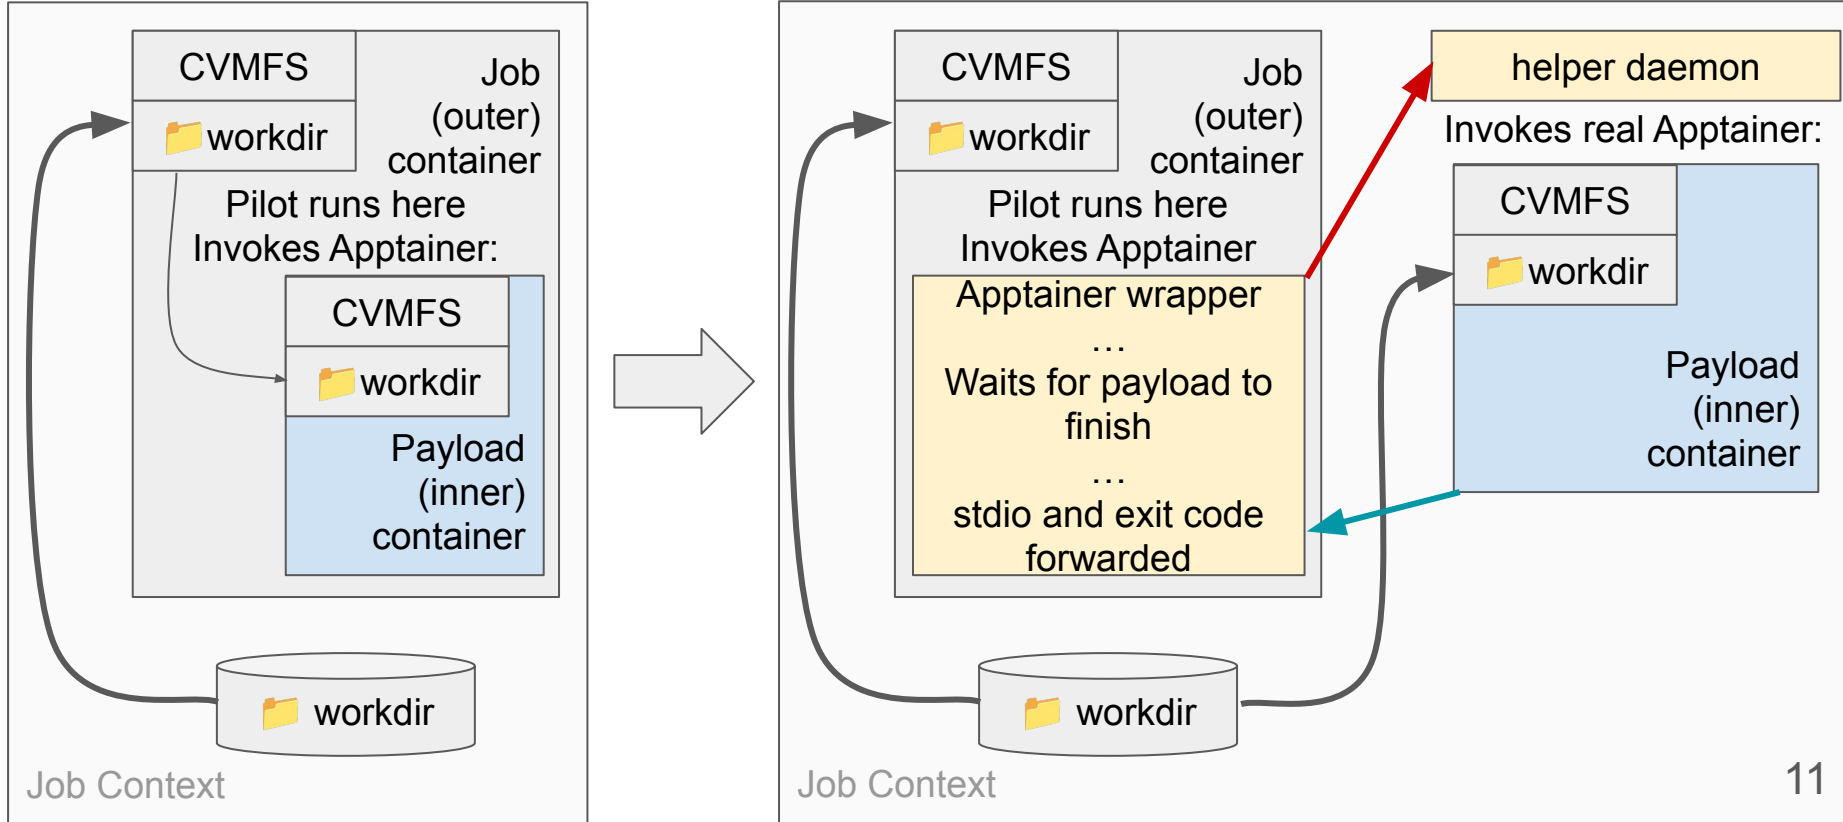 CVMFS
📁workdir
Job
(outer)
container
Pilot runs here
Invokes Apptainer:
CVMFS
📁workdir
Payload
(inner)
container
📁 workdir
Job Context
CVMFS
📁workdir
Job
(outer)
container
Pilot runs here
Invokes Apptainer
Apptainer wrapper
…
Waits for payload to
finish
…
stdio and exit code
forwarded
helper daemon
Invokes real Apptainer:
CVMFS
📁workdir
Payload
(inner)
container
📁 workdir
Job Context
11